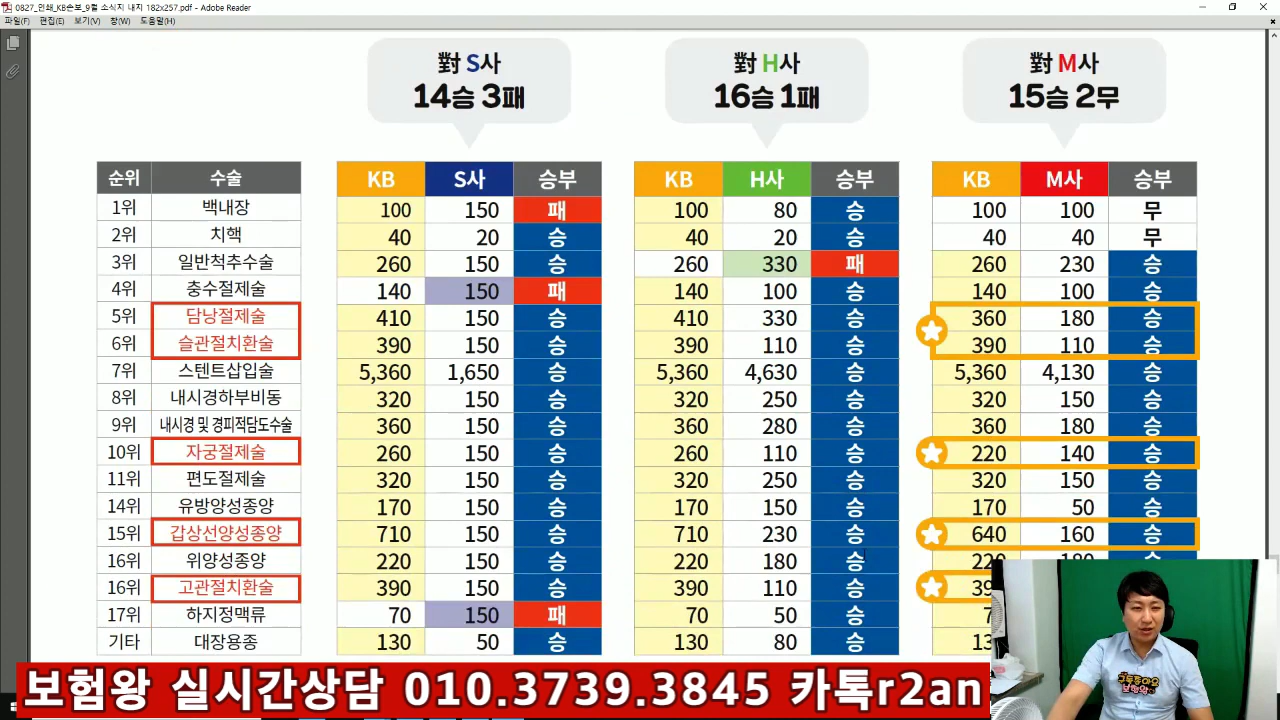 0827_인쇄_KB손보_9월 소식지 내지 182x257.pdf - Adobe Reader
파일(F) 편집(E) 보기(V) 창(W) 도움말(H)
對 S사 對 H사 對 M사
14승 3패 16승 1패 15승 2무
순위 수술 KB S사 승부 KB H사 승부 KB M사 승부
1위 백내장 100 150 패 100 80 승 100 100 무
2위 치핵 40 20 승 40 20 승 40 40 무
3위 일반척추수술 260 150 승 260 330 패 260 230 승
4위 충수절제술 140 150 패 140 100 승 140 100 승
5위 담낭절제술 410 150 승 410 330 승 360 180 승
6위 슬관절치환술 390 150 승 390 110 승 390 110 승
7위 스텐트삽입술 5,360 1,650 승 5,360 4,630 승 5,360 4,130 승
8위 내시경하부비동 320 150 승 320 250 승 320 150 승
9위 내시경 및 경피적담도수술 360 150 승 360 280 승 360 180 승
10위 자궁절제술 260 150 승 260 110 승 220 140 승
11위 편도절제술 320 150 승 320 250 승 320 150 승
14위 유방양성종양 170 150 승 170 150 승 170 50 승
15위 갑상선양성종양 710 150 승 710 230 승 640 160 승
16위 위양성종양 220 150 승 220 180 승
16위 고관절치환술 390 150 승 390 110 승
17위 하지정맥류 70 150 패 70 50 승
기타 대장용종 130 50 승 130 80 승
보험왕 실시간상담 010.3739.3845 카톡r2an
구독좋아요
보험왕